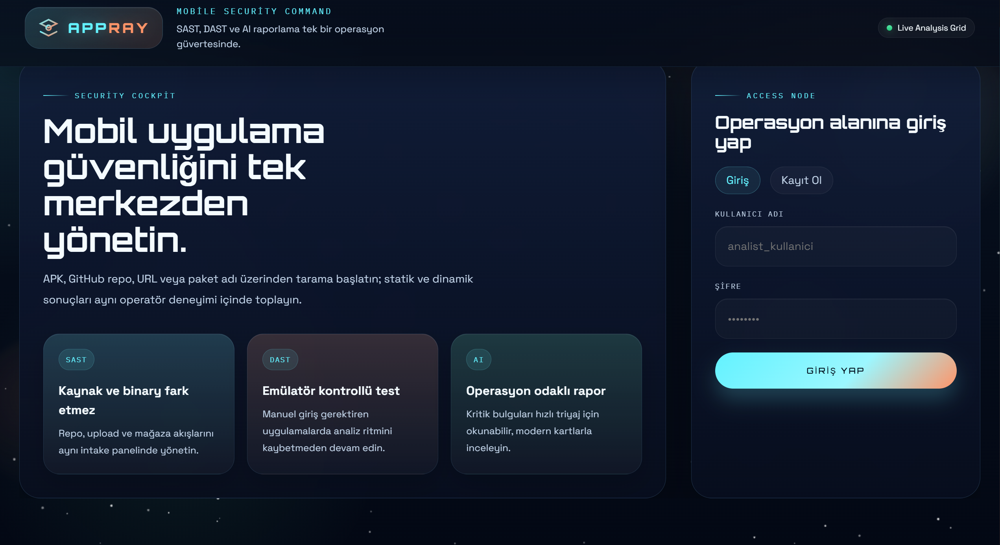 APPRAY
MOBİLE SECURİTY COMMAND
SAST, DAST ve AI raporlama tek bir operasyon
güvertesinde.
Live Analysis Grid
SECURİTY COCKPİT
Mobil uygulama
güvenliğini tek
merkezden
yönetin.
APK, GitHub repo, URL veya paket adı üzerinden tarama başlatın; statik ve dinamik
sonuçları aynı operatör deneyimi içinde toplayın.
SAST
Kaynak ve binary fark
etmez
Repo, upload ve mağaza akışlarını
aynı intake panelinde yönetin.
DAST
Emülatör kontrollü test
Manuel giriş gerektiren
uygulamalarda analiz ritmini
kaybetmeden devam edin.
AI
Operasyon odaklı rapor
Kritik bulguları hızlı triyaj için
okunabilir, modern kartlarla
inceleyin.
ACCESS NODE
Operasyon alanına giriş
yap
Giriş
Kayıt Ol
KULLANICI ADI
analist_kullanici
ŞİFRE
••••••••
GİRİŞ YAP